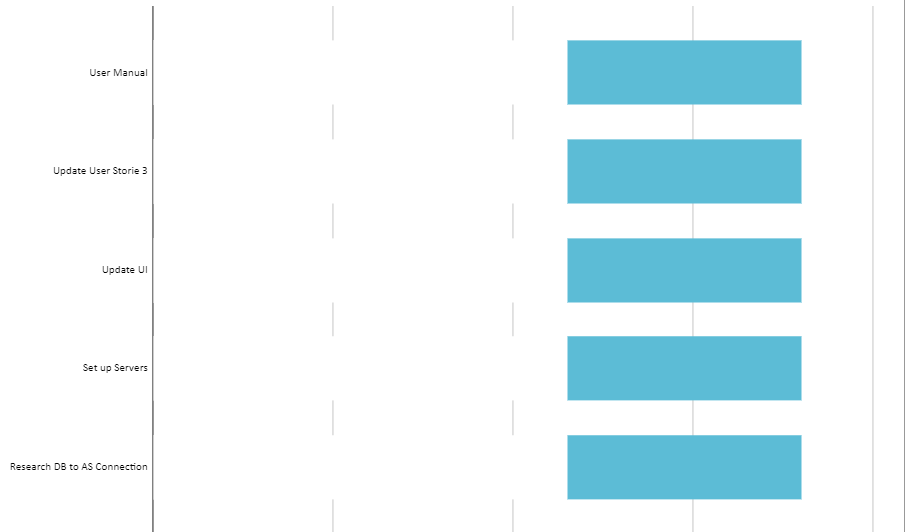 User Manual
Update User Storie 3
Update UI
Set up Servers
Research DB to AS Connection